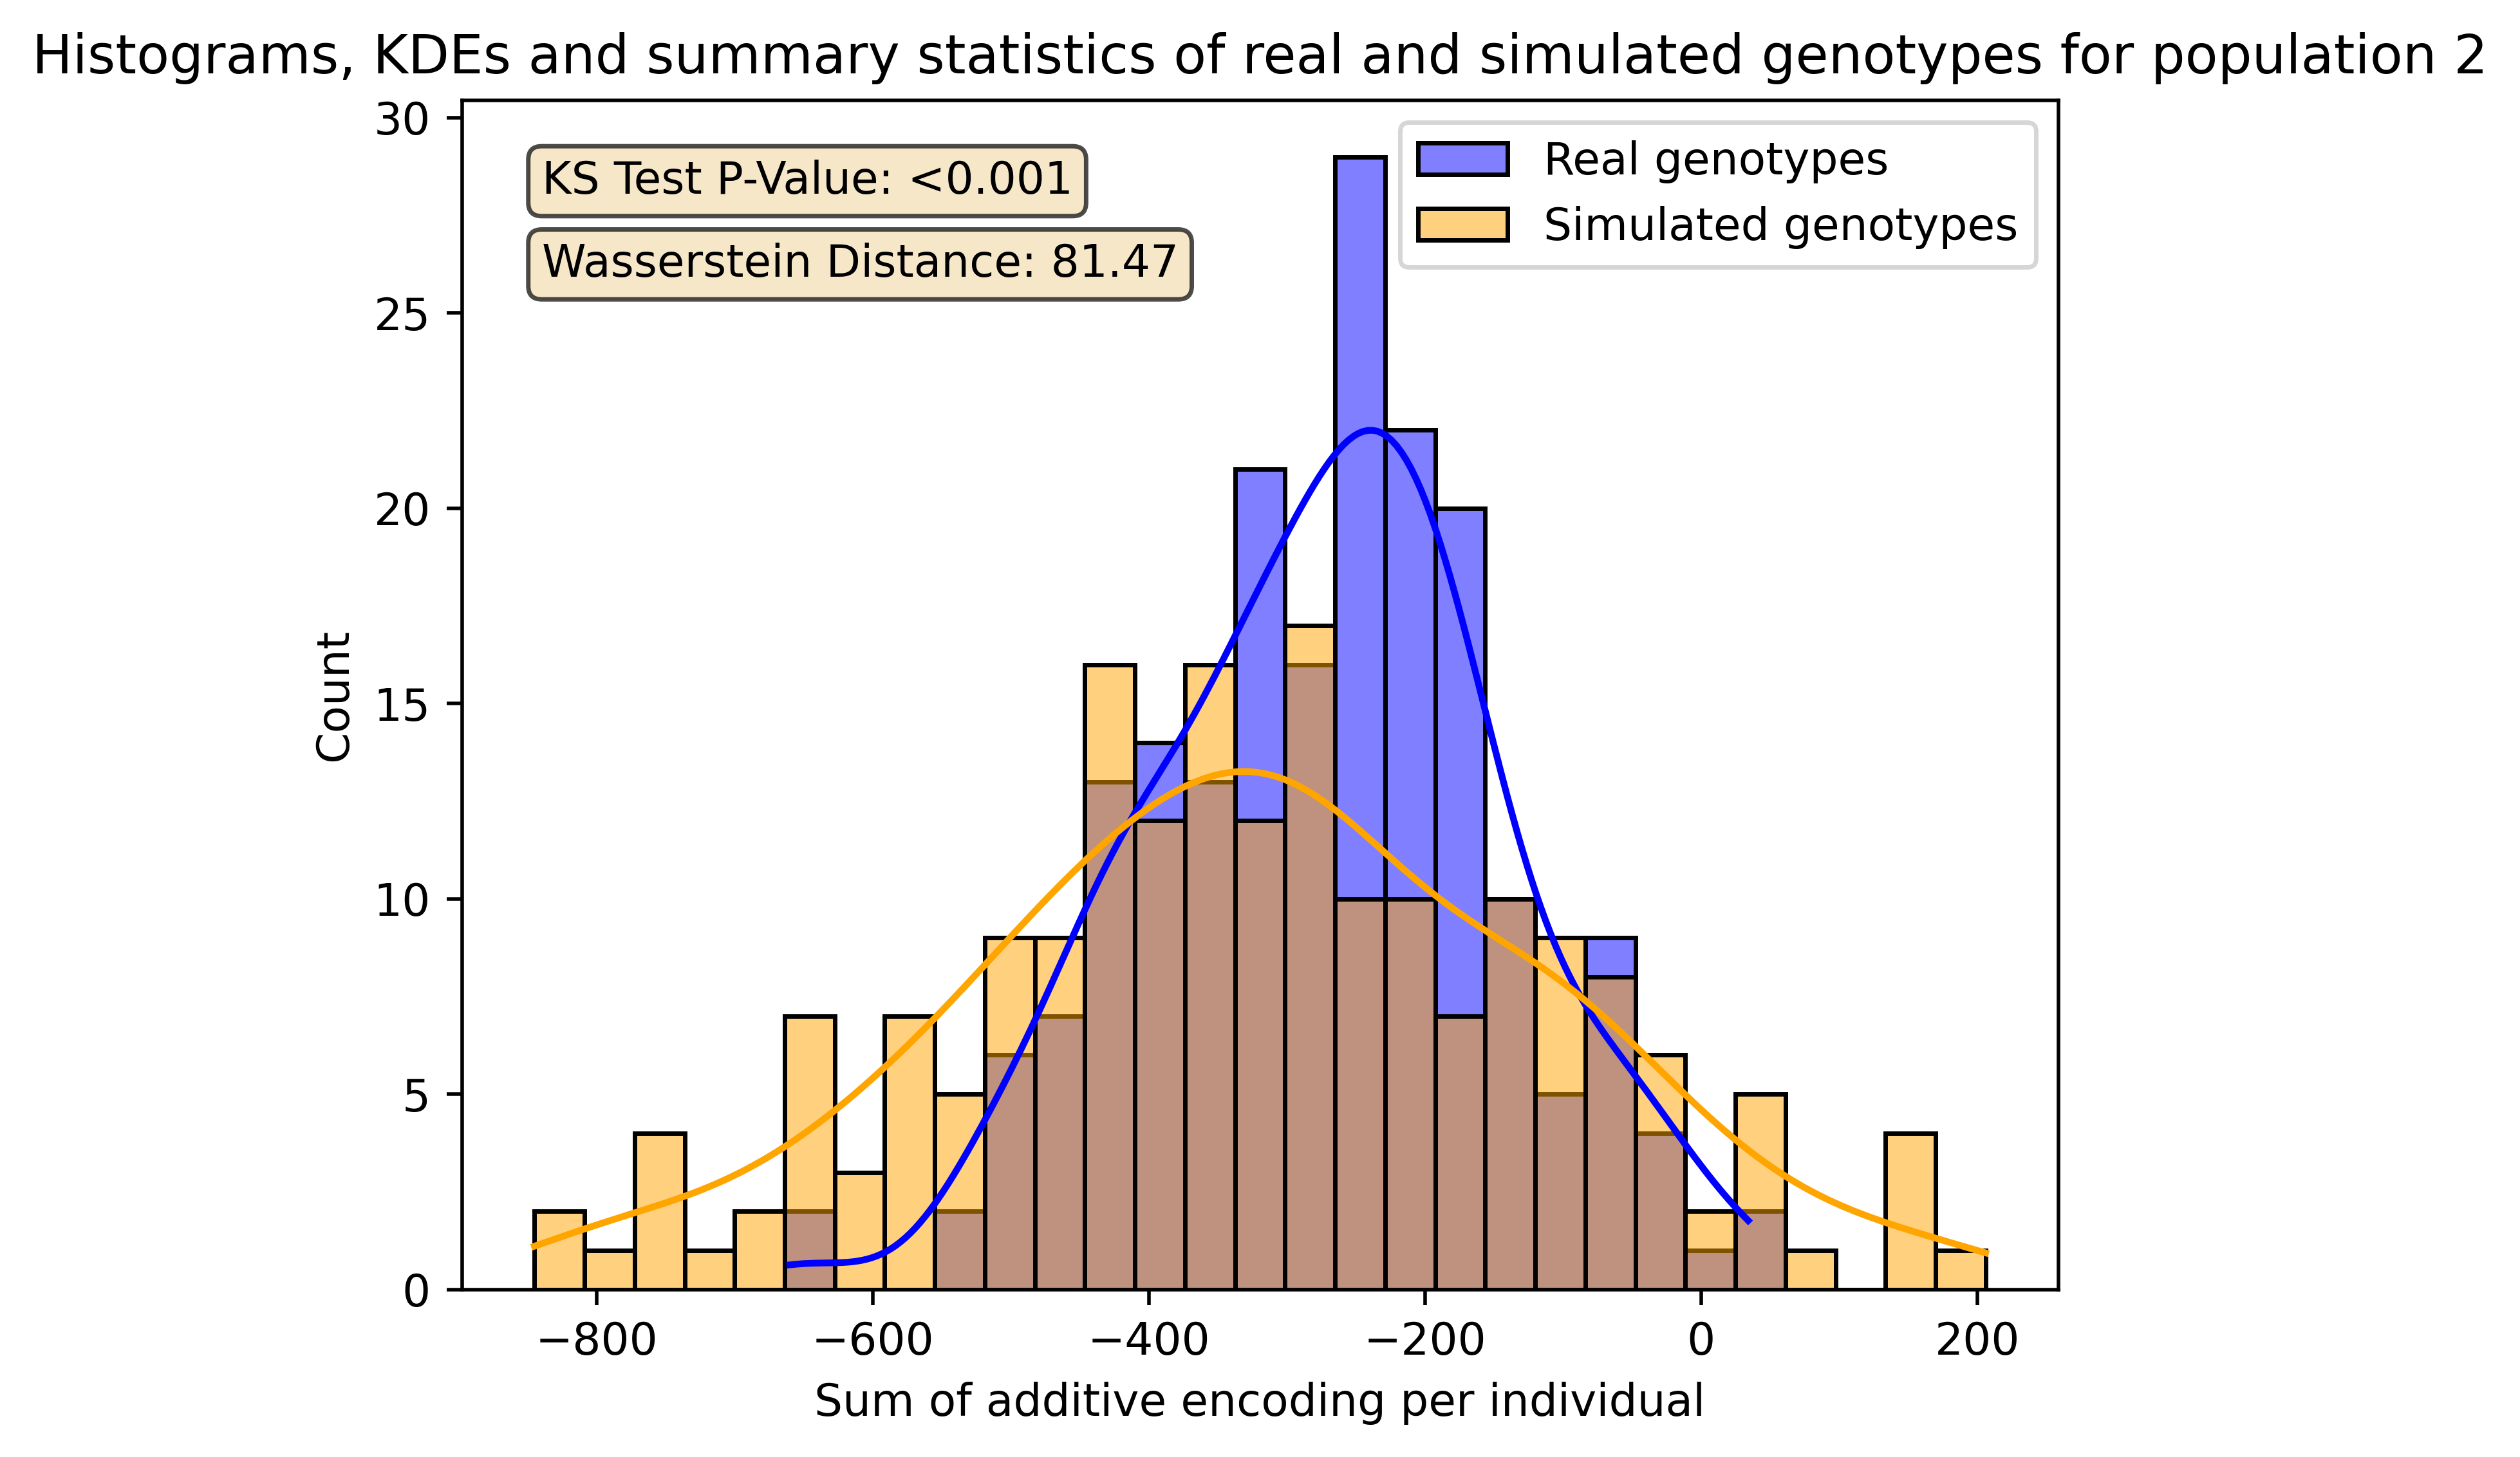 Histograms, KDEs and summary statistics of real and simulated genotypes for population 2
KS Test P-Value: <0.001
Wasserstein Distance: 81.47
Real genotypes
Simulated genotypes
30
25
20
15
10
5
0
Count
−800
−600
−400
−200
0
200
Sum of additive encoding per individual